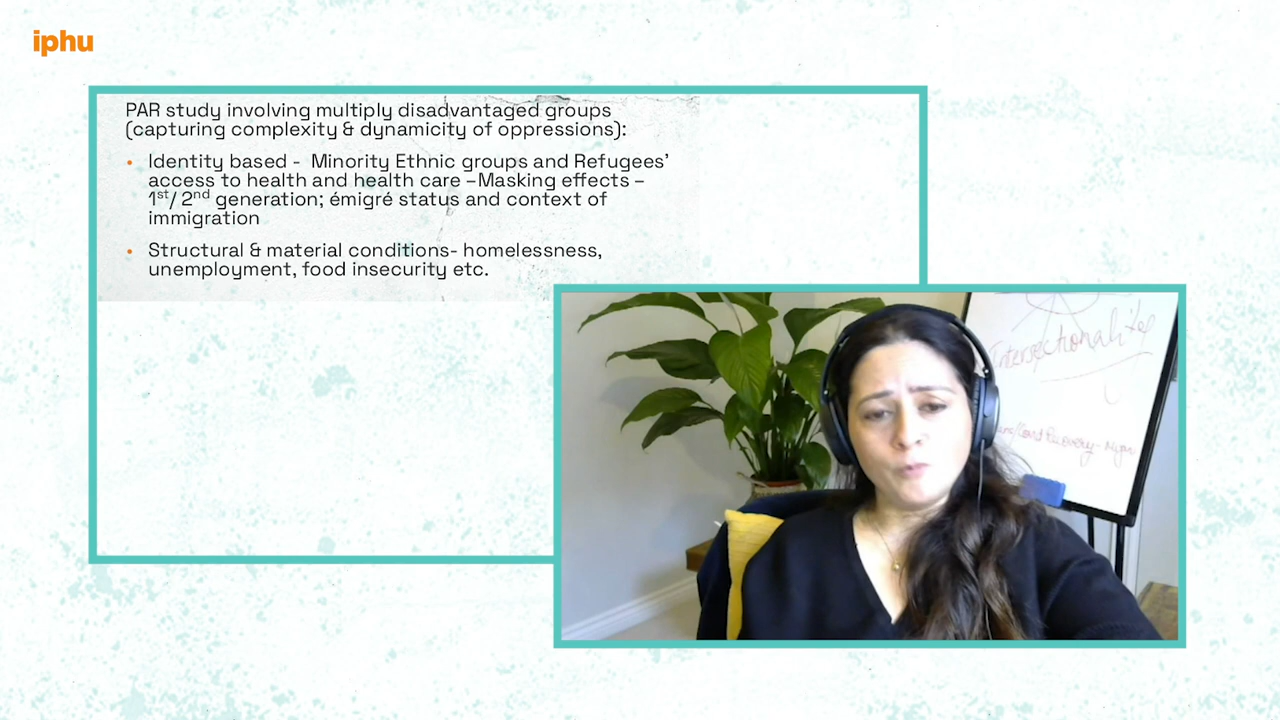 iphu
PAR study involving multiply disadvantaged groups
(capturing complexity & dynamicity of oppressions):
• Identity based - Minority Ethnic groups and Refugees'
access to health and health care –Masking effects –
1st/ 2nd generation; émigré status and context of
immigration
• Structural & material conditions- homelessness,
unemployment, food insecurity etc.